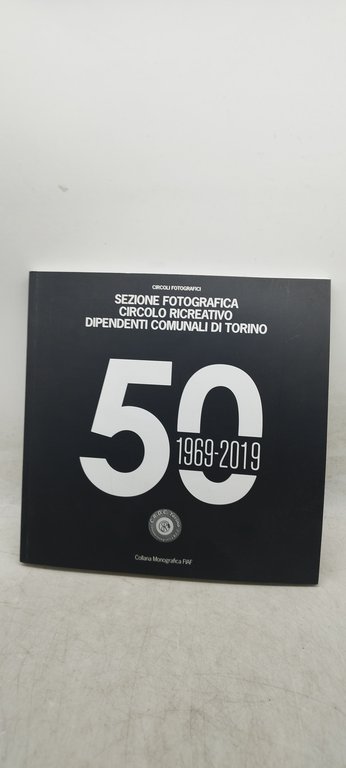 CIRCOLI FOTOGRAFICI
SEZIONE FOTOGRAFICA
CIRCOLO RICREATIVO
DIPENDENTI COMUNALI DI TORINO
50
1969-2019
Collana Monografica FIAF